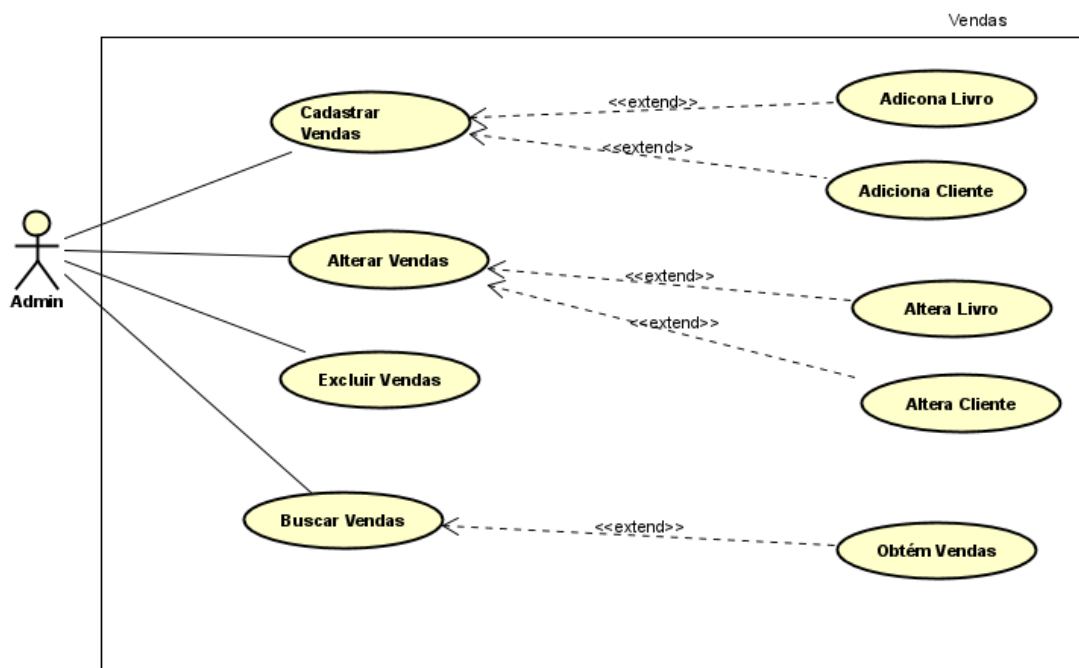 Vendas
Cadastrar
Vendas
<<extend>>
Adicona Livro
<<extend>>
Adiciona Cliente
Admin
Alterar Vendas
<<extend>>
Altera Livro
<<extend>>
Altera Cliente
Excluir Vendas
Buscar Vendas
<<extend>>
Obtém Vendas